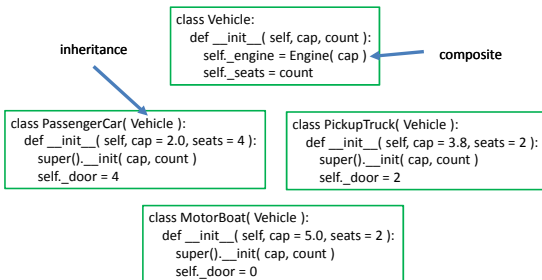 class Vehicle:
def __init__( self, cap, count ):
self._engine = Engine( cap )
self._seats = count
inheritance
composite
class PassengerCar( Vehicle ):
def __init__( self, cap = 2.0, seats = 4 ):
super().__init( cap, count )
self._door = 4
class PickupTruck( Vehicle ):
def __init__( self, cap = 3.8, seats = 2 ):
super().__init( cap, count )
self._door = 2
class MotorBoat( Vehicle ):
def __init__( self, cap = 5.0, seats = 2 ):
super().__init( cap, count )
self._door = 0